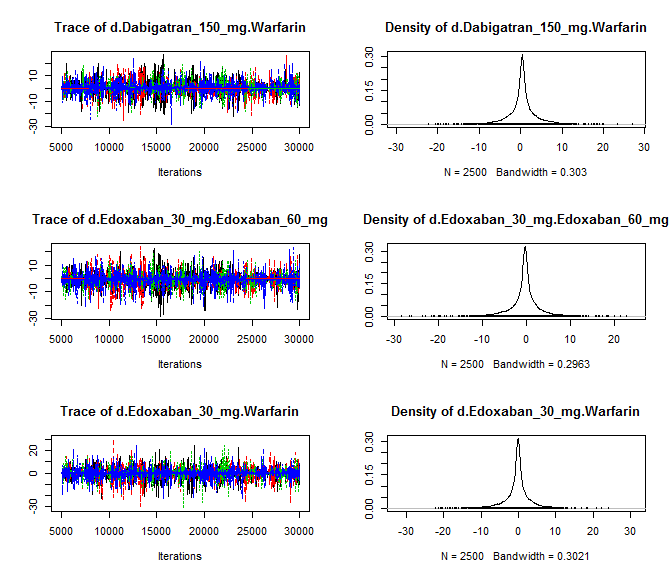 Trace of d.Dabigatran_150_mg.Warfarin
10
-10
-30
5000 10000 15000 20000 25000 30000
Iterations
Density of d.Dabigatran_150_mg.Warfarin
0.30
0.15
0.00
-30 -20 -10 0 10 20 30
N = 2500 Bandwidth = 0.303
Trace of d.Edoxaban_30_mg.Edoxaban_60_mg
10
-10
-30
5000 10000 15000 20000 25000 30000
Iterations
Density of d.Edoxaban_30_mg.Edoxaban_60_mg
0.30
0.15
0.00
-30 -20 -10 0 10 20
N = 2500 Bandwidth = 0.2963
Trace of d.Edoxaban_30_mg.Warfarin
20
0
-30
5000 10000 15000 20000 25000 30000
Iterations
Density of d.Edoxaban_30_mg.Warfarin
0.30
0.15
0.00
-30 -20 -10 0 10 20 30
N = 2500 Bandwidth = 0.3021